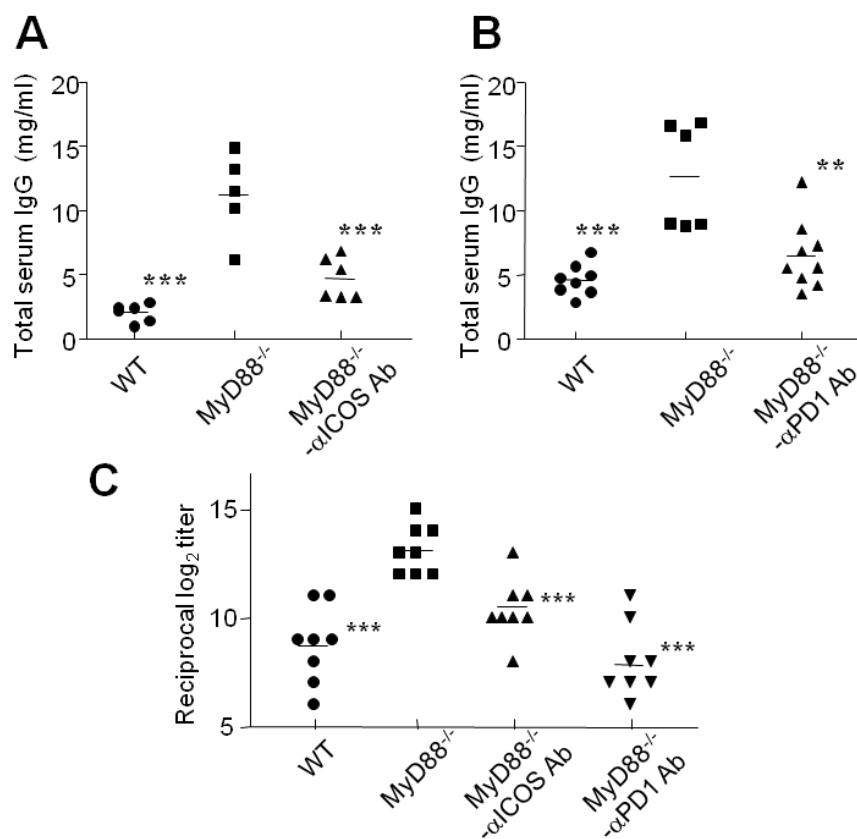 A
Total serum IgG (mg/ml)
20
15
10
5
0
***
***
WT
MyD88-/-
MyD88-/-
-αICOS Ab
B
Total serum IgG (mg/ml)
20
15
10
5
0
***
**
WT
MyD88-/-
MyD88-/-
-αPD1 Ab
C
Reciprocal log2 titer
15
10
5
***
***
***
WT
MyD88-/-
MyD88-/-
-αICOS Ab
MyD88-/-
-αPD1 Ab